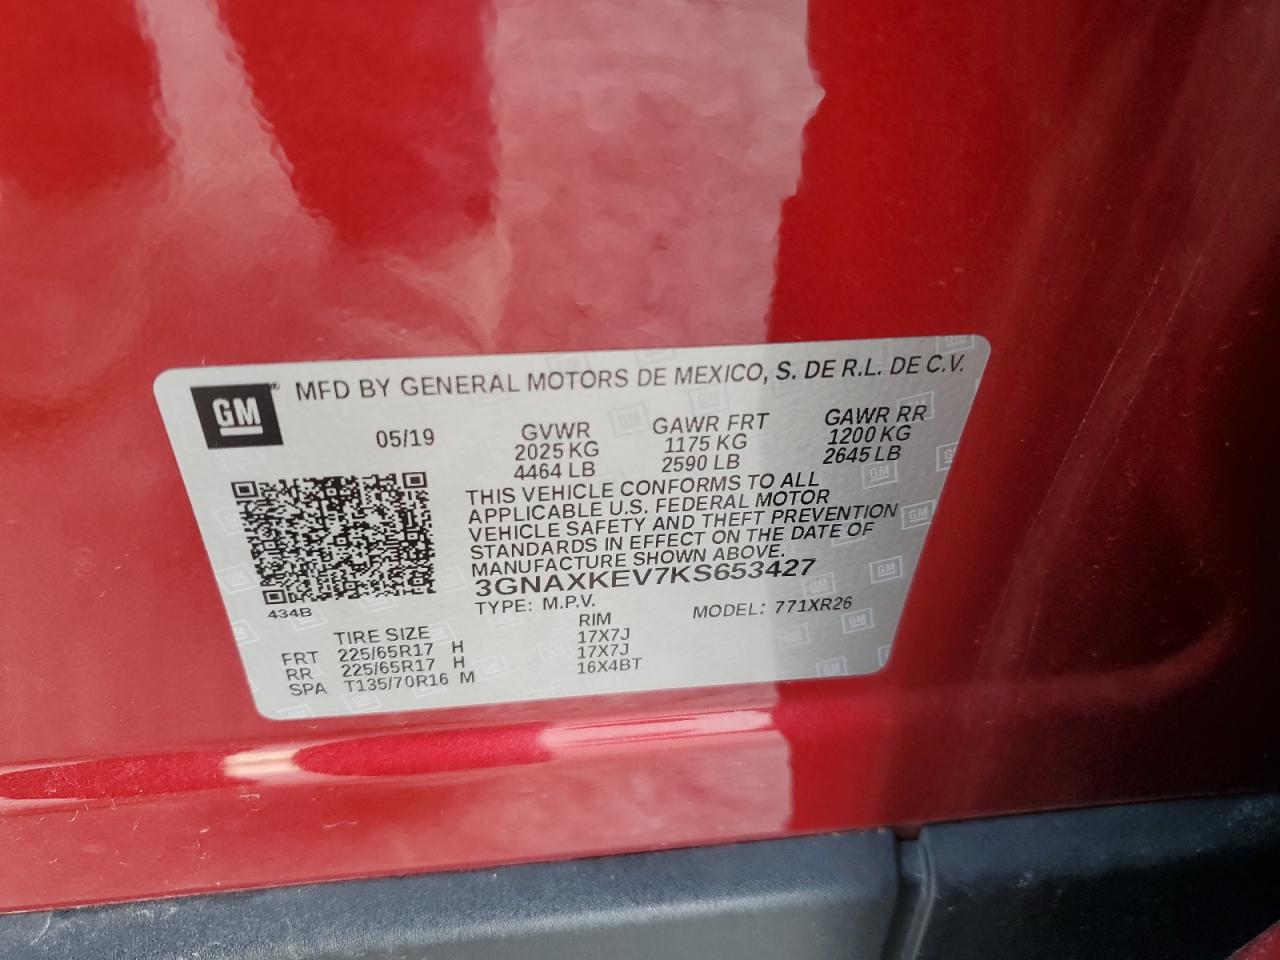 GM
MFD BY GENERAL MOTORS DE MEXICO, S. DE R.L. DE C.V.
05/19 GVWR GAWR FRT GAWR RR
2025 KG 1175 KG 1200 KG
4464 LB 2590 LB 2645 LB
THIS VEHICLE CONFORMS TO ALL
APPLICABLE U.S. FEDERAL MOTOR
VEHICLE SAFETY AND THEFT PREVENTION
STANDARDS IN EFFECT ON THE DATE OF
MANUFACTURE SHOWN ABOVE.
3GNAXKEV7KS653427
434B
TYPE: M.P.V. MODEL: 771XR26
TIRE SIZE RIM
FRT 225/65R17 H 17X7J
RR 225/65R17 H 17X7J
SPA T135/70R16 M 16X4BT